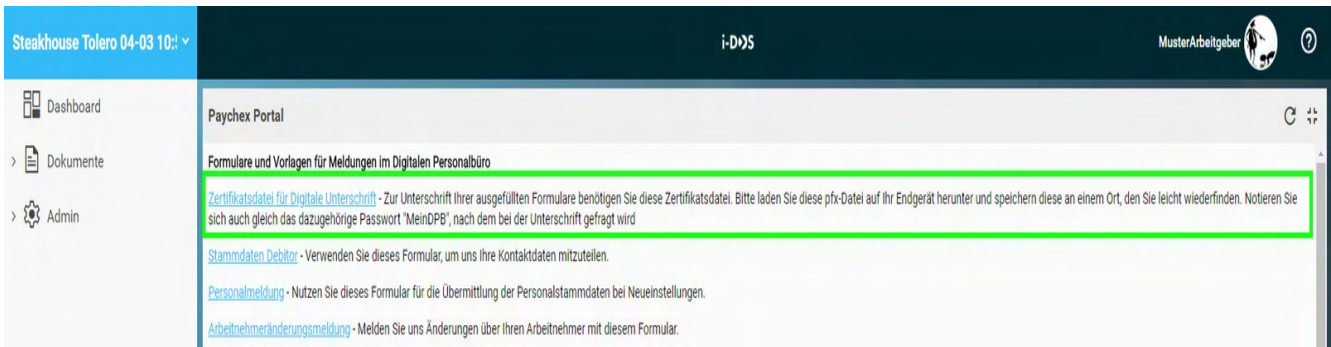 Steakhouse Tolero 04-03 10:!
i-DOS
MusterArbeitgeber
Dashboard
Dokumente
Admin
Paychex Portal
Formulare und Vorlagen für Meldungen im Digitalen Personalbüro
Zertifikatsdatei für Digitale Unterschrift - Zur Unterschrift Ihrer ausgefüllten Formulare benötigen Sie diese Zertifikatsdatei. Bitte laden Sie diese pfx-Datei auf Ihr Endgerät herunter und speichern diese an einem Ort, den Sie leicht wiederfinden. Notieren Sie
sich auch gleich das dazugehörige Passwort "MeinDPB", nach dem bei der Unterschrift gefragt wird
Stammdaten Debitor - Verwenden Sie dieses Formular, um uns Ihre Kontaktdaten mitzuteilen.
Personalmeldung - Nutzen Sie dieses Formular für die Übermittlung der Personalstammdaten bei Neueinstellungen.
Arbeitnehmeränderungsmeldung - Melden Sie uns Änderungen über Ihren Arbeitnehmer mit diesem Formular.